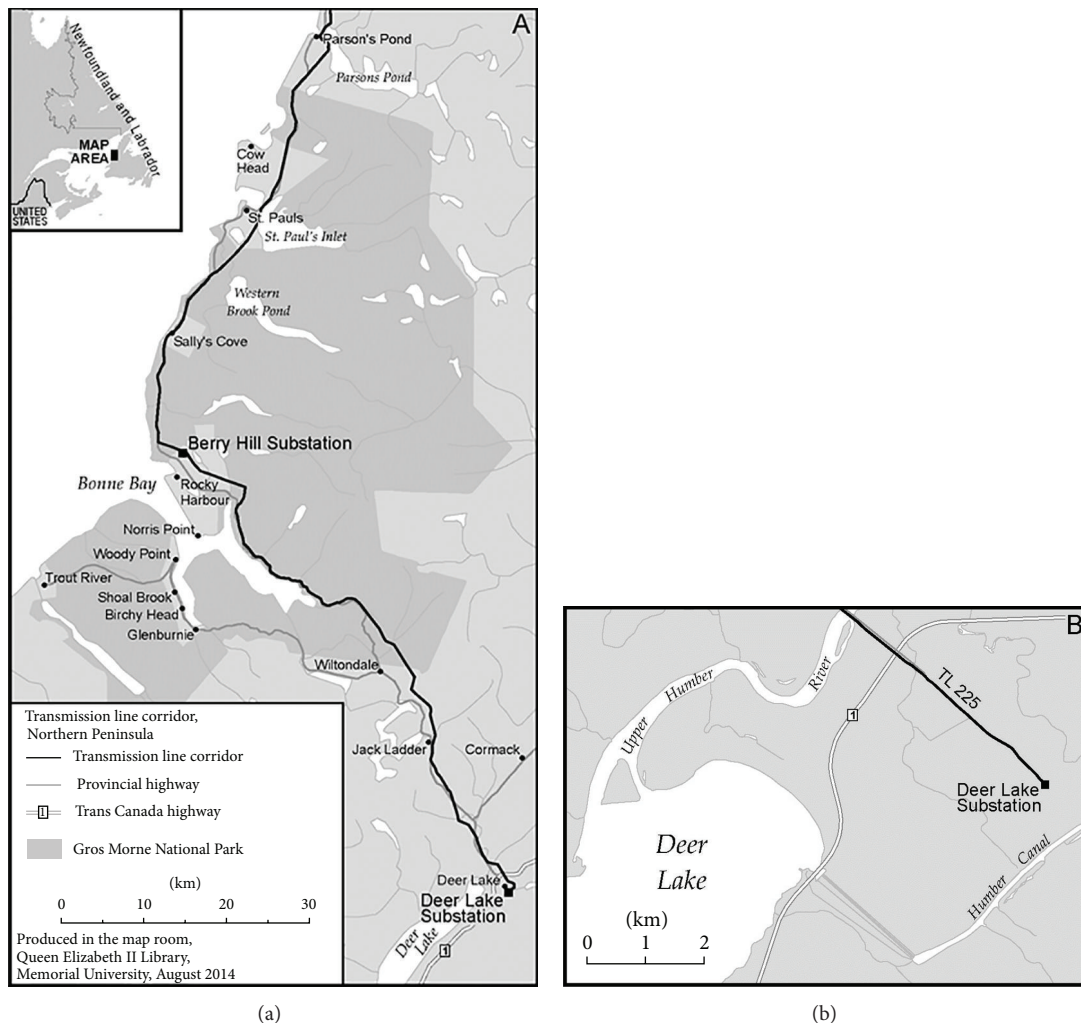 A
Newfoundland and Labrador
MAP
AREA
UNITED
STATES
Parson's Pond
Parsons Pond
Cow
Head
St. Pauls
St. Paul's Inlet
Western
Brook Pond
Sally's Cove
Berry Hill Substation
Bonne Bay
Rocky
Harbour
Norris Point
Woody Point
Trout River
Shoal Brook
Birchy Head
Glenburnie
Wiltondale
Jack Ladder
Cormack
Deer Lake
Deer Lake
Substation
Deer
Lake
1
Transmission line corridor,
Northern Peninsula
Transmission line corridor
Provincial highway
1 Trans Canada highway
Gros Morne National Park
(km)
0 10 20 30
Produced in the map room,
Queen Elizabeth II Library,
Memorial University, August 2014
(a)
B
Upper Humber River
TL 225
1
Deer Lake
Substation
Deer
Lake
Humber Canal
(km)
0 1 2
(b)